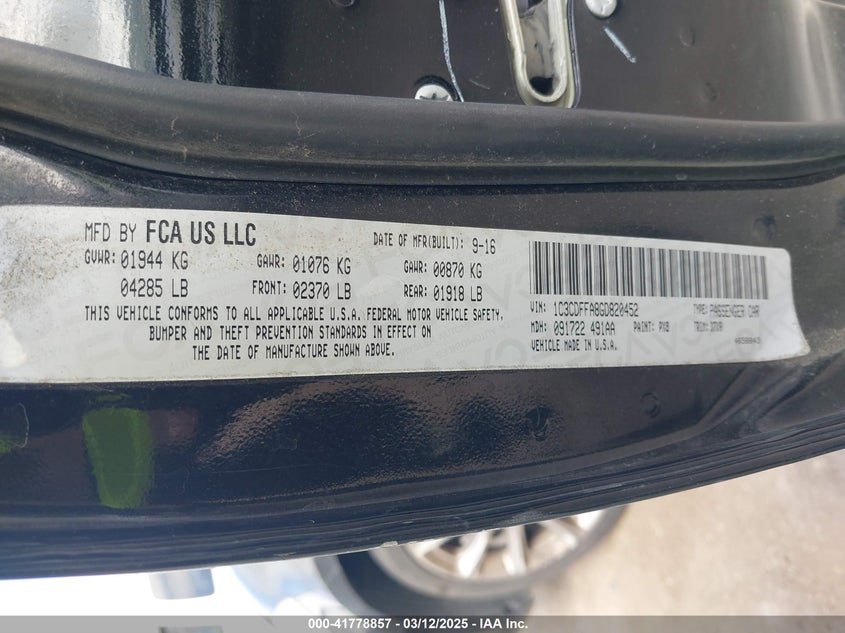 MFD BY FCA US LLC
DATE OF MFR(BUILT): 9-16
GVWR: 01944 KG GAWR: 01076 KG GAWR: 00870 KG
04285 LB FRONT: 02370 LB REAR: 01918 LB
THIS VEHICLE CONFORMS TO ALL APPLICABLE U.S.A. FEDERAL MOTOR VEHICLE SAFETY,
BUMPER AND THEFT PREVENTION STANDARDS IN EFFECT ON
THE DATE OF MANUFACTURE SHOWN ABOVE.
VIN: 1C3CDFFA8GD820452 TYPE: PASSENGER CAR
MDH: 091722 491AA PAINT: PX8 TRIM:
VEHICLE MADE IN U.S.A.
000-41778857 - 03/12/2025 - IAA Inc.